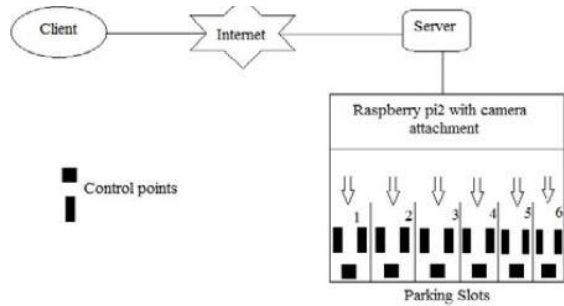 Client
Internet
Server
Raspberry pi2 with camera
attachment
Control points
1 2 3 4 5 6
Parking Slots